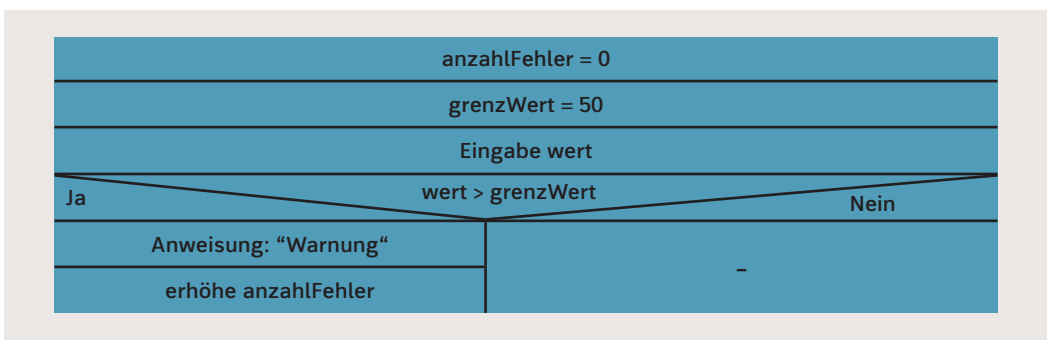 anzahlFehler = 0
grenzWert = 50
Eingabe wert
wert > grenzWert
Ja
Nein
Anweisung: “Warnung“
erhöhe anzahlFehler
–